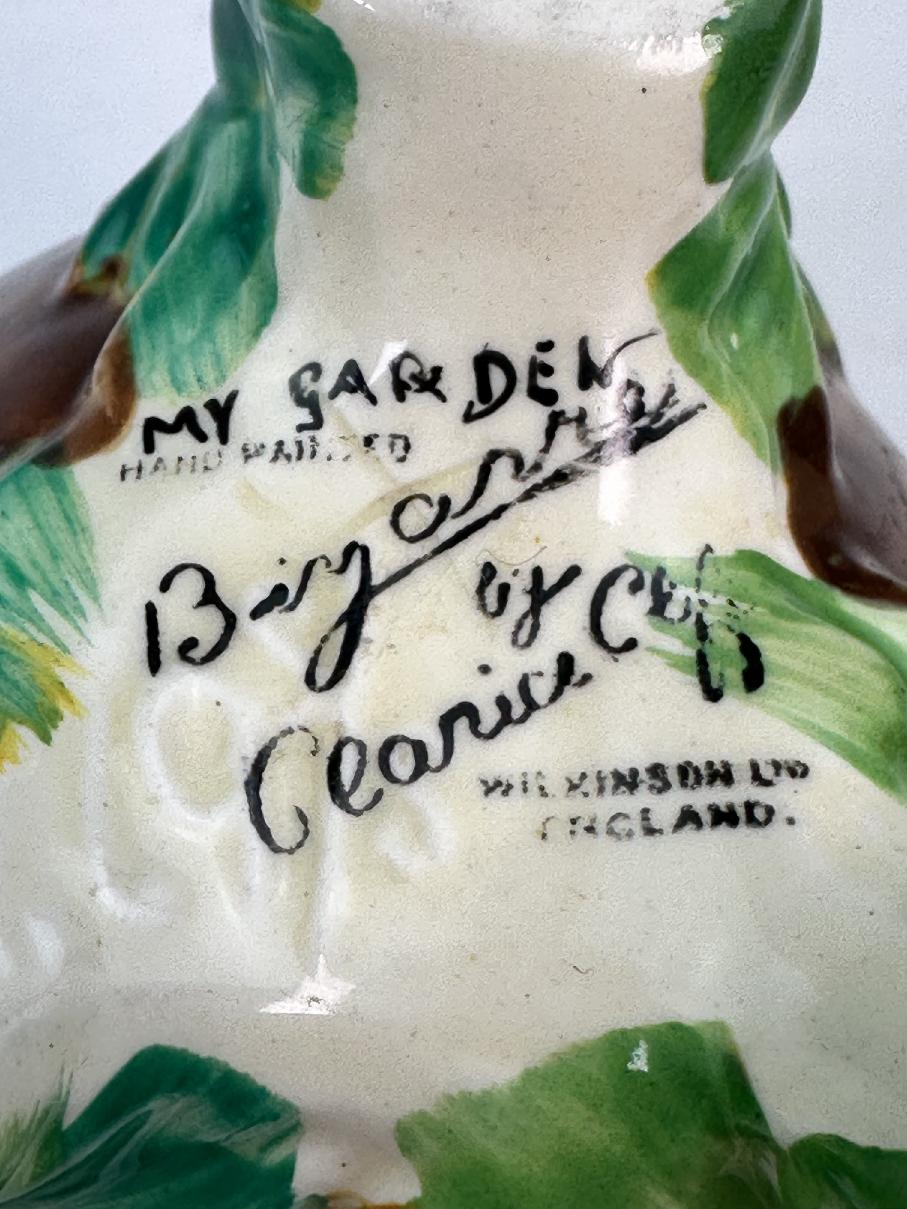 MY GARDEN
HAND PAINTED
Bizarre
by
Clarice Cliff
WILKINSON LTD
ENGLAND.